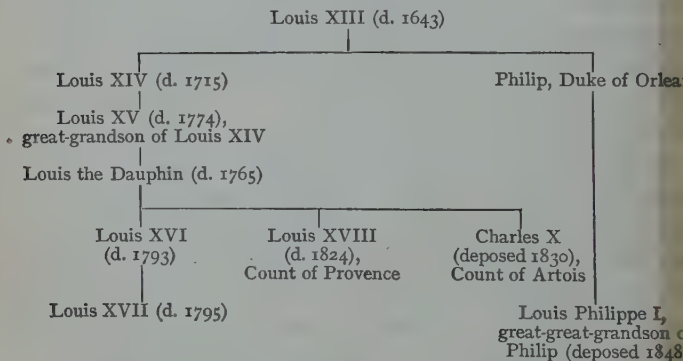 Louis XIII (d. 1643)
Louis XIV (d. 1715)
Philip, Duke of
Louis XV (d. 1774),
great-grandson of Louis XIV
Louis the Dauphin (d. 1765)
Louis XVI
(d. 1793)
Louis XVIII
(d. 1824),
Count of Provence
Charles X
(deposed 1830),
Count of Artois
Louis XVII (d. 1795)
Louis Philippe I,
great-great-grandson
Philip (deposed 1848